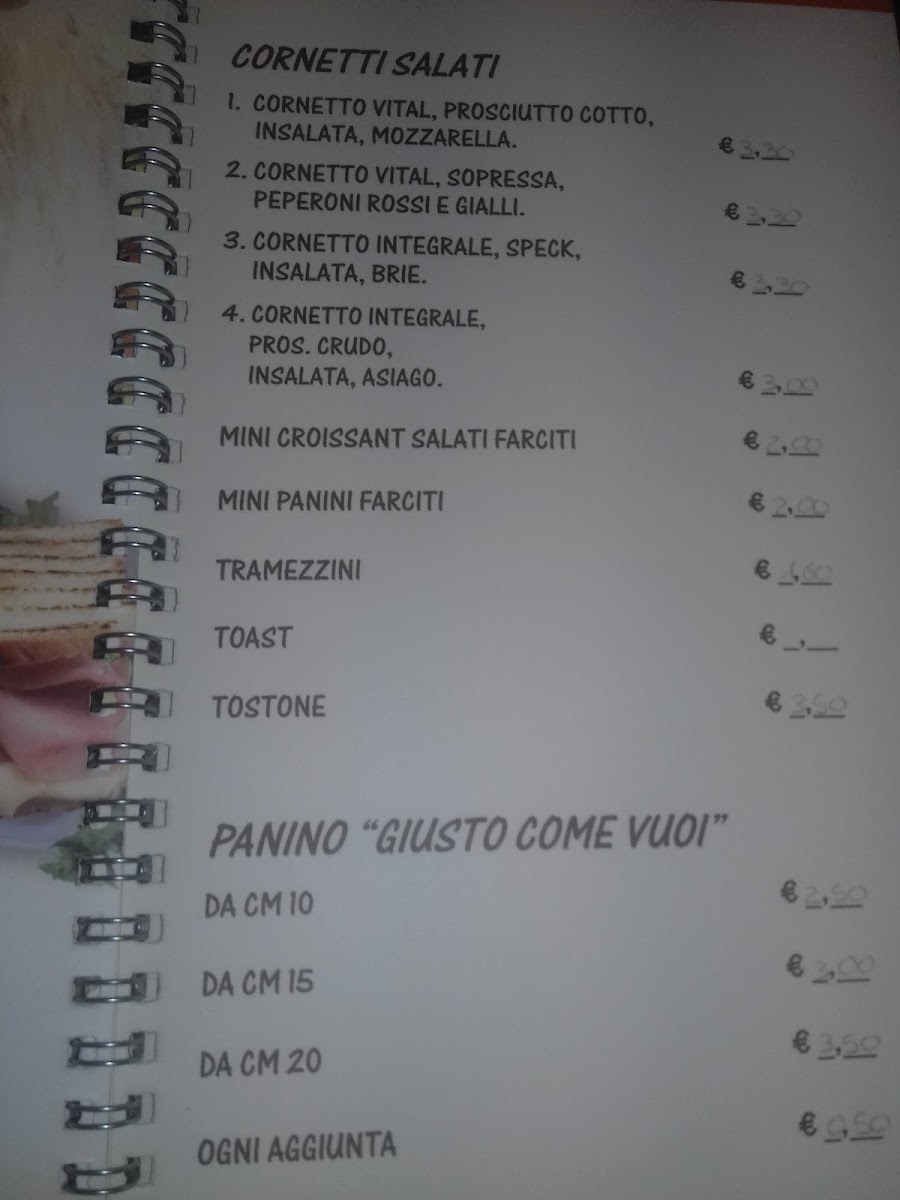 CORNETTI SALATI
1. CORNETTO VITAL, PROSCIUTTO COTTO,
INSALATA, MOZZARELLA.
€ 3,30
2. CORNETTO VITAL, SOPRESSA,
PEPERONI ROSSI E GIALLI.
€ 3,30
3. CORNETTO INTEGRALE, SPECK,
INSALATA, BRIE.
€ 3,30
4. CORNETTO INTEGRALE,
PROS. CRUDO,
INSALATA, ASIAGO.
€ 3,00
MINI CROISSANT SALATI FARCITI € 2,00
MINI PANINI FARCITI € 2,00
TRAMEZZINI € 1,60
TOAST € _,__
TOSTONE € 3,50
PANINO “GIUSTO COME VUOI”
DA CM 10 € 2,50
DA CM 15 € 3,00
DA CM 20 € 3,50
OGNI AGGIUNTA € 0,50